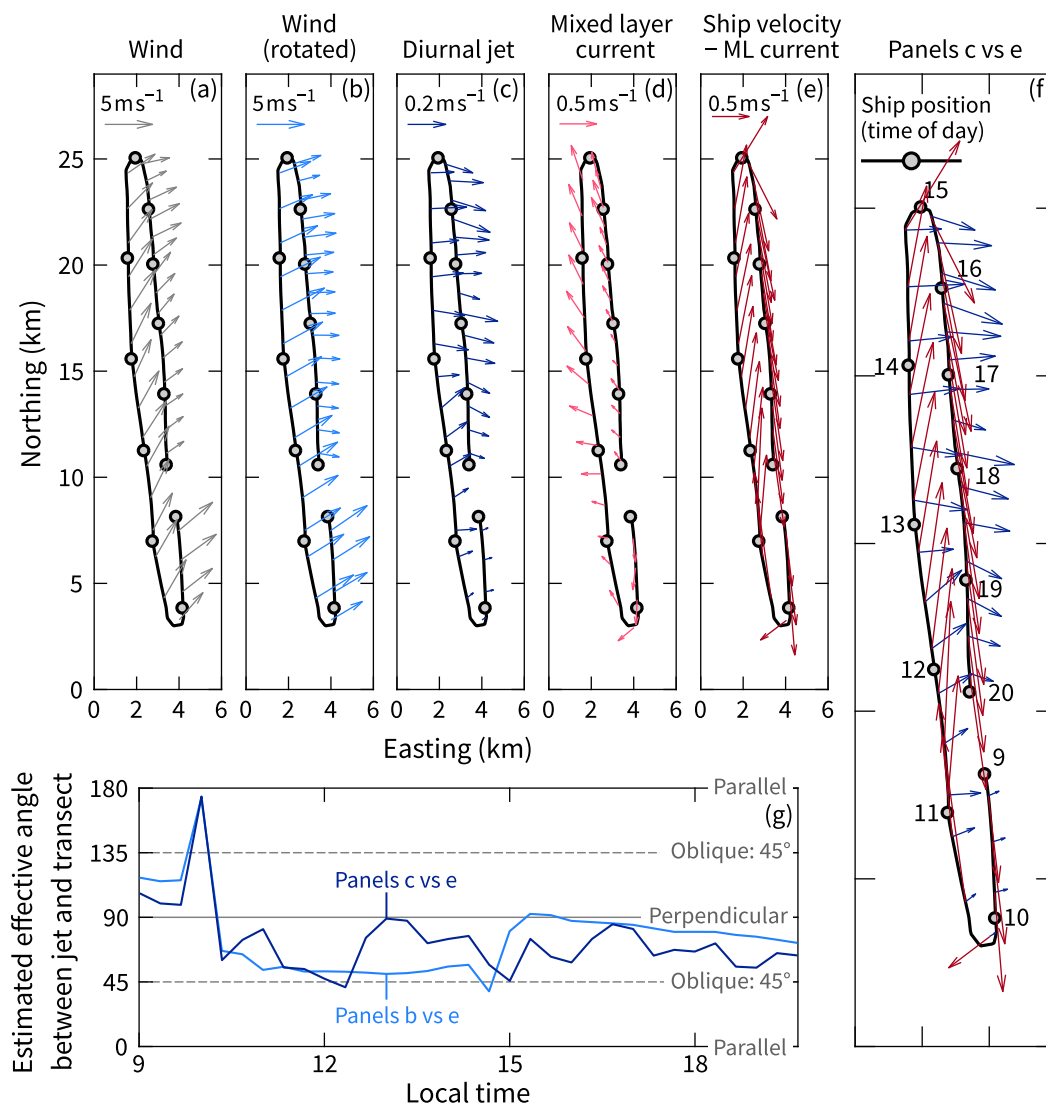 Wind
Wind
(rotated)
Diurnal jet
Mixed layer
current
Ship velocity
− ML current
Panels c vs e
(a)
5ms⁻¹
(b)
5ms⁻¹
(c)
0.2ms⁻¹
(d)
0.5ms⁻¹
(e)
0.5ms⁻¹
(f)
Ship position
(time of day)
Northing (km)
25
20
15
10
5
0
0 2 4 6
0 2 4 6
0 2 4 6
0 2 4 6
0 2 4 6
Easting (km)
15
16
14
17
18
13
19
12
20
9
11
10
Estimated effective angle
between jet and transect
180
135
90
45
0
Parallel
(g)
Oblique: 45°
Panels c vs e
Perpendicular
Oblique: 45°
Panels b vs e
Parallel
9 12 15 18
Local time